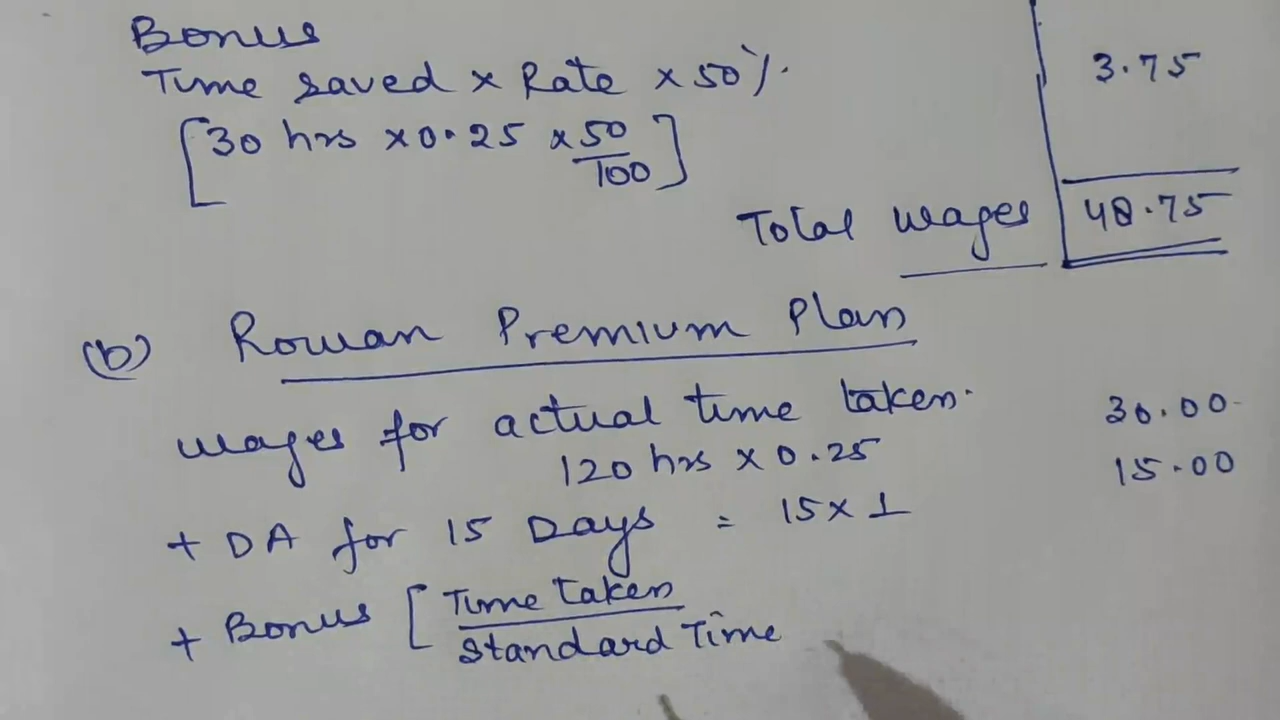 Bonus
Time saved × Rate × 50%.
3.75
[30 hrs × 0.25 × 50/100]
Total wages 48.75
(b) Rowan Premium Plan
wages for actual time taken.
30.00
120 hrs × 0.25
15.00
+ DA for 15 Days = 15 × 1
+ Bonus [Time taken
Standard Time